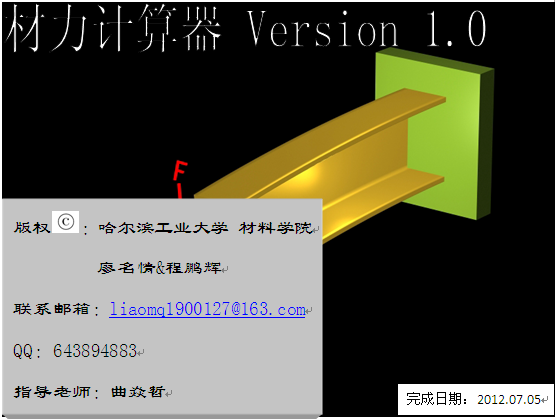 材力计算器 Version 1.0
F
版权©：哈尔滨工业大学 材料学院
廖名情&程鹏辉
联系邮箱：liaomq1900127@163.com
QQ：643894883
指导老师：曲焱哲
完成日期：2012.07.05